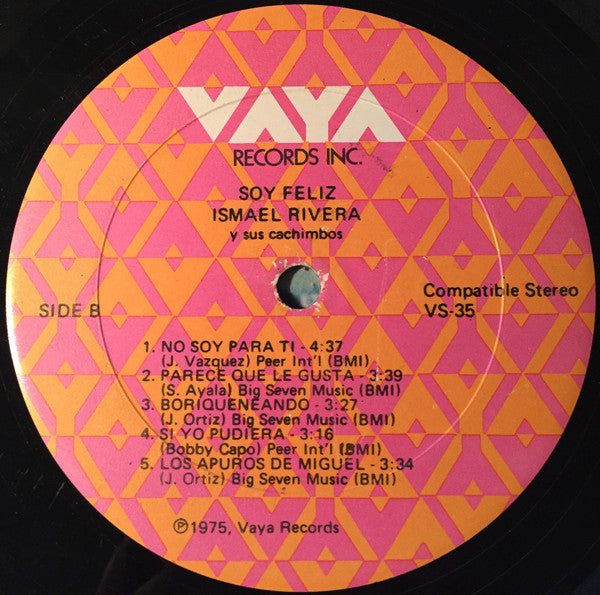 VAYA
RECORDS INC.
SOY FELIZ
ISMAEL RIVERA
y sus cachimbos
SIDE B
Compatible Stereo
VS-35
1. NO SOY PARA TI - 4:37
(J. Vazquez) Peer Int'l (BMI)
2. PARECE QUE LE GUSTA - 3:39
(S. Ayala) Big Seven Music (BMI)
3. BORIQUENEANDO - 3:27
(J. Ortiz) Big Seven Music (BMI)
4. SI YO PUDIERA - 3:16
(Bobby Capo) Peer Int'l (BMI)
5. LOS APUROS DE MIGUEL - 3:34
(J. Ortiz) Big Seven Music (BMI)
℗1975, Vaya Records